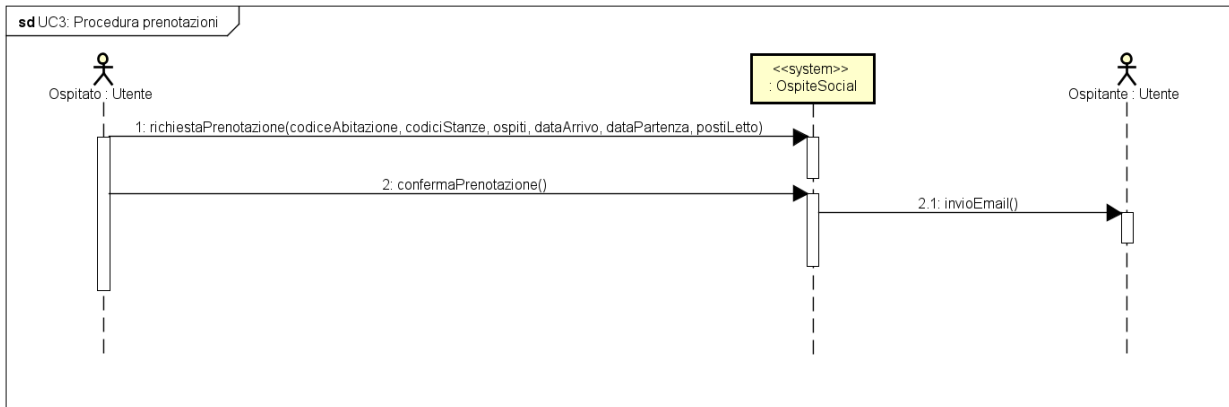 sd UC3: Procedura prenotazioni
Ospitato : Utente
<<system>>
: OspiteSocial
Ospitante : Utente
1: richiestaPrenotazione(codiceAbitazione, codiciStanze, ospiti, dataArrivo, dataPartenza, postiLetto)
2: confermaPrenotazione()
2.1: invioEmail()